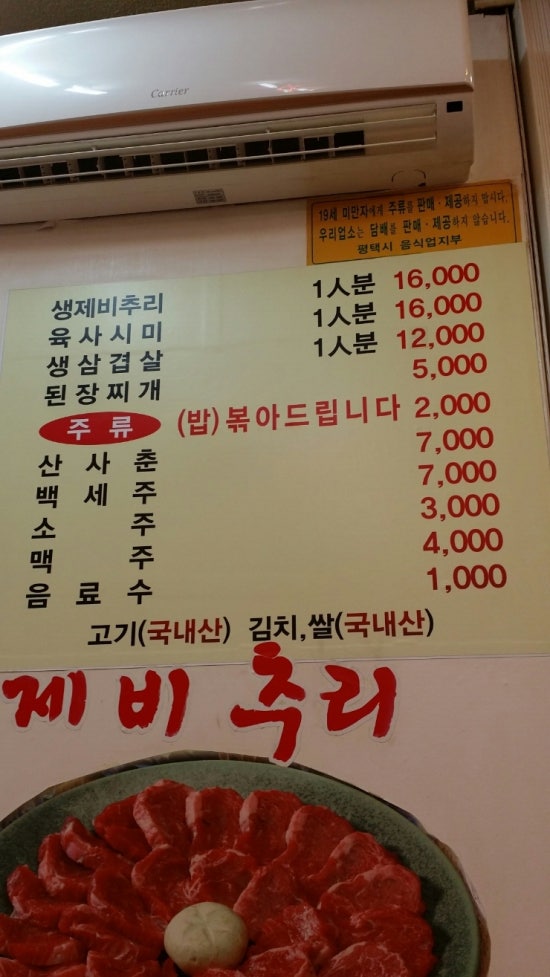 Carrier
19세 미만자에게 주류를 판매·제공하지 맙시다.
우리업소는 담배를 판매·제공하지 않습니다.
평택시 음식업지부
생제비추리 1人분 16,000
육사시미 1人분 16,000
생삼겹살 1人분 12,000
된장찌개 5,000
주류 (밥)볶아드립니다 2,000
산사춘 7,000
백세주 7,000
소주 3,000
맥주 4,000
음료수 1,000
고기(국내산) 김치,쌀(국내산)
제비추리